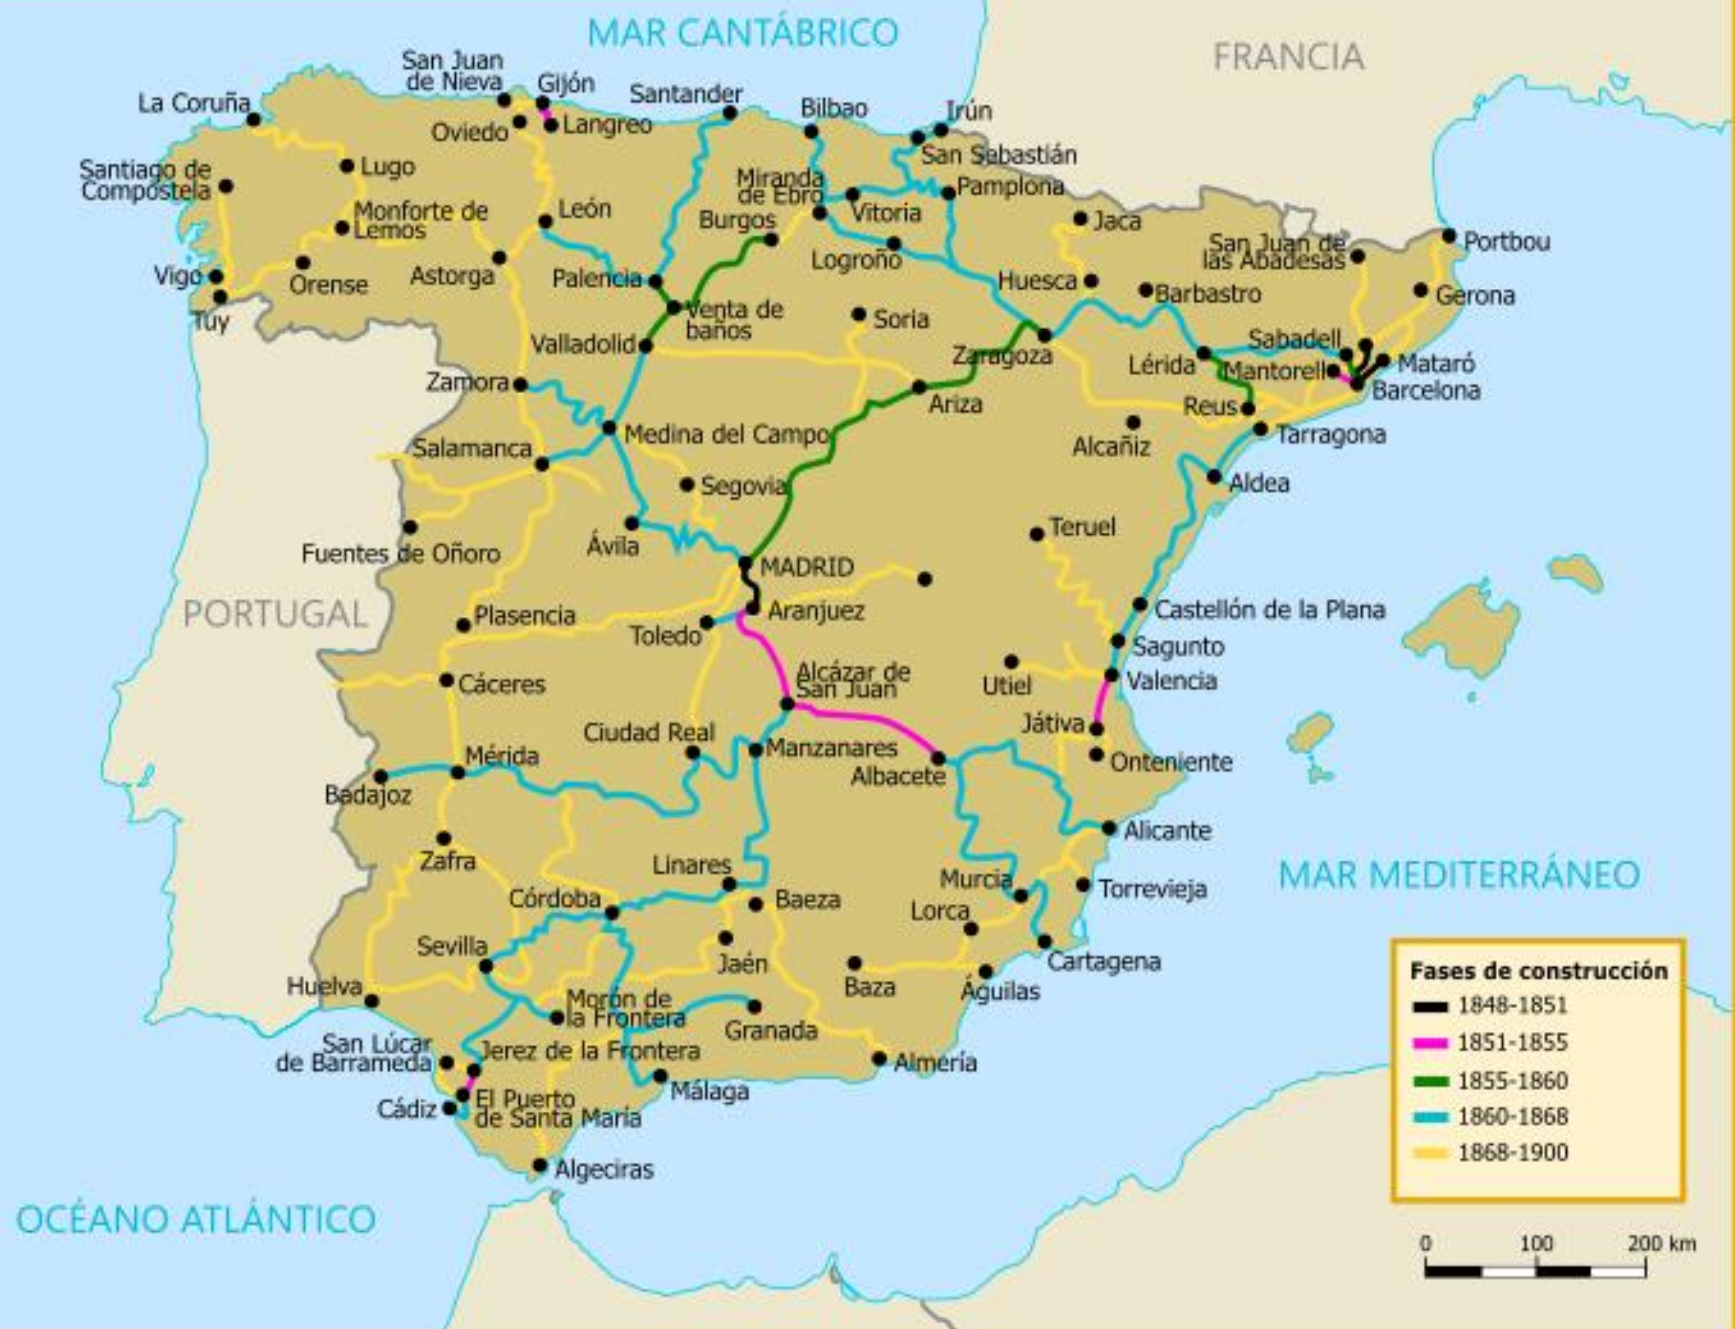 MAR CANTÁBRICO
FRANCIA
San Juan
de Nieva
Gijón
Santander
Bilbao
Irún
La Coruña
Oviedo
Langreo
San Sebastián
Santiago de
Compostela
Lugo
Miranda
de Ebro
Pamplona
Monforte de
Lemos
León
Burgos
Vitoria
Jaca
San Juan de
las Abadesas
Portbou
Vigo
Orense
Astorga
Palencia
Logroño
Huesca
Barbastro
Gerona
Tuy
Venta de
baños
Soria
Valladolid
Zaragoza
Lérida
Sabadell
Mantorell
Mataró
Barcelona
Zamora
Ariza
Reus
Salamanca
Medina del Campo
Alcañiz
Tarragona
Segovia
Aldea
Fuentes de Oñoro
Ávila
Teruel
MADRID
PORTUGAL
Plasencia
Toledo
Aranjuez
Castellón de la Plana
Sagunto
Cáceres
Alcázar de
San Juan
Utiel
Valencia
Ciudad Real
Játiva
Mérida
Manzanares
Albacete
Onteniente
Badajoz
Alicante
Zafra
Linares
MAR MEDITERRÁNEO
Córdoba
Baeza
Murcia
Torrevieja
Lorca
Sevilla
Jaén
Cartagena
Huelva
Baza
Águilas
Morón de
la Frontera
Granada
San Lúcar
de Barrameda
Jerez de la Frontera
Almería
Cádiz
El Puerto
de Santa María
Málaga
Algeciras
OCÉANO ATLÁNTICO
Fases de construcción
1848-1851
1851-1855
1855-1860
1860-1868
1868-1900
0 100 200 km